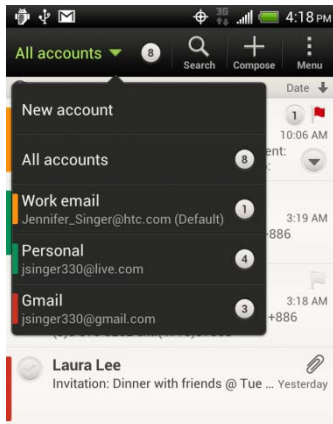 3G
4:18 PM
All accounts
8
Search
Compose
Menu
Date
New account
1
10:06 AM
All accounts
8
Work email
Jennifer_Singer@htc.com (Default)
1
3:19 AM
Personal
4
jsinger330@live.com
Gmail
3
3:18 AM
jsinger330@gmail.com
+886
Laura Lee
Invitation: Dinner with friends @ Tue ... Yesterday